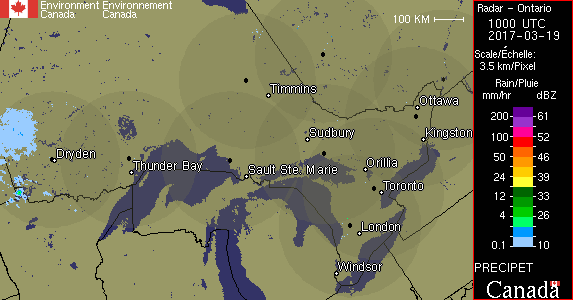 Environment Environnement
Canada Canada
100 KM
Radar - Ontario
1000 UTC
2017-03-19
Scale/Échelle:
3.5 km/Pixel
Rain/Pluie
mm/hr dBZ
200 61
100 52
50 46
24 39
12 33
4 26
0.1 10
Timmins
Ottawa
Sudbury
Kingston
Dryden
Thunder Bay
Sault Ste. Marie
Orillia
Toronto
London
Windsor
PRECIPET
Canada